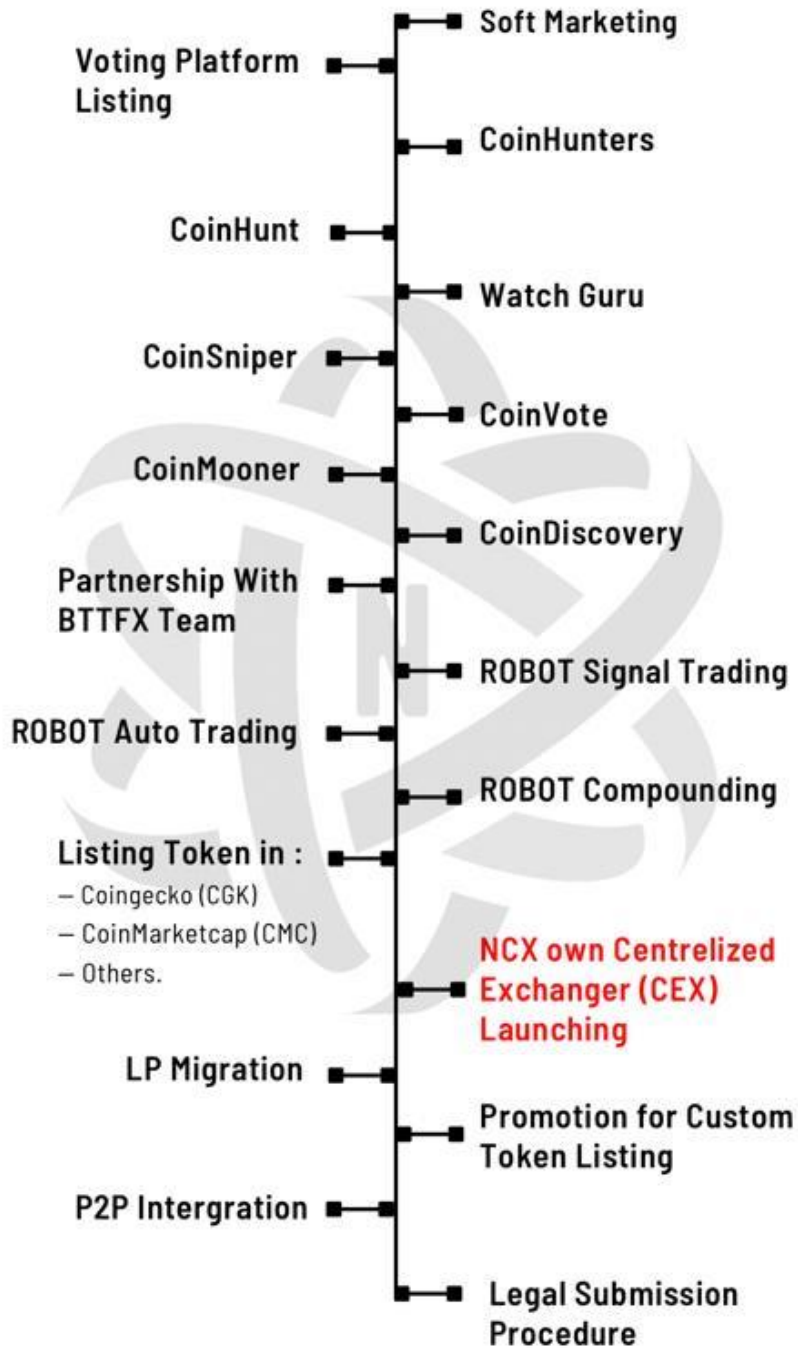 Soft Marketing
Voting Platform
Listing
CoinHunters
CoinHunt
Watch Guru
CoinSniper
CoinVote
CoinMooner
CoinDiscovery
Partnership With
BTTFX Team
N
ROBOT Signal Trading
ROBOT Auto Trading
ROBOT Compounding
Listing Token in :
– Coingecko (CGK)
– CoinMarketcap (CMC)
– Others.
NCX own Centrelized
Exchanger (CEX)
Launching
LP Migration
Promotion for Custom
Token Listing
P2P Intergration
Legal Submission
Procedure